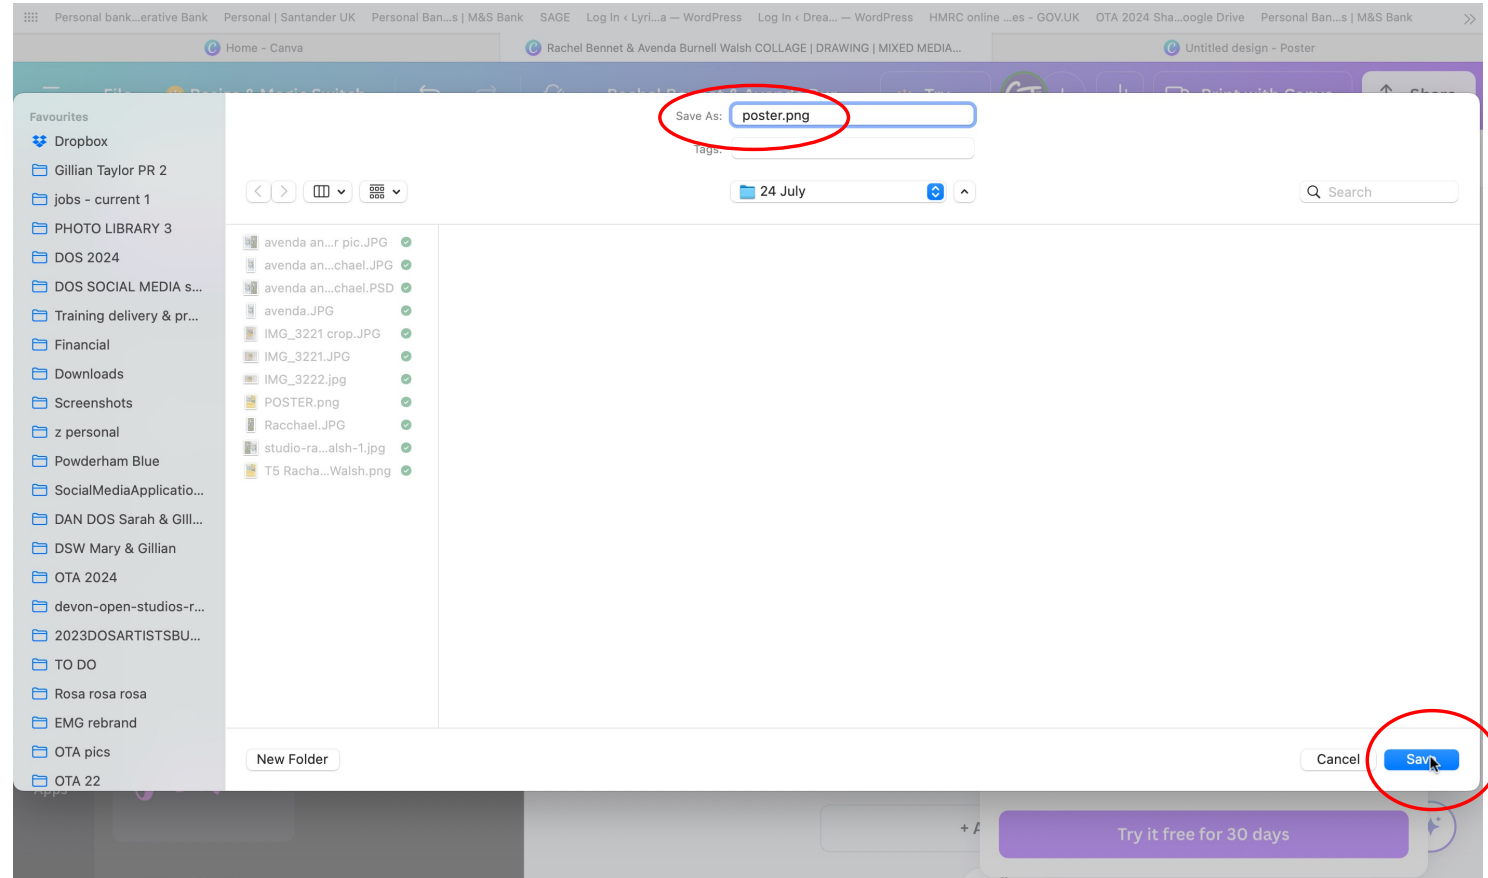 Personal bank...erative Bank Personal | Santander UK Personal Ban...s | M&S Bank SAGE Log In ‹ Lyri...a — WordPress Log In ‹ Drea... — WordPress HMRC online ...es - GOV.UK OTA 2024 Sha...oogle Drive Personal Ban...s | M&S Bank
Home - Canva Rachel Bennet & Avenda Burnell Walsh COLLAGE | DRAWING | MIXED MEDIA... Untitled design - Poster
Favourites
Dropbox
Gillian Taylor PR 2
jobs - current 1
PHOTO LIBRARY 3
DOS 2024
DOS SOCIAL MEDIA s...
Training delivery & pr...
Financial
Downloads
Screenshots
z personal
Powderham Blue
SocialMediaApplicatio...
DAN DOS Sarah & GIll...
DSW Mary & Gillian
OTA 2024
devon-open-studios-r...
2023DOSARTISTSBU...
TO DO
Rosa rosa rosa
EMG rebrand
OTA pics
OTA 22
Save As: poster.png
Tags:
24 July
Search
avenda an...r pic.JPG
avenda an...chael.JPG
avenda an...chael.PSD
avenda.JPG
IMG_3221 crop.JPG
IMG_3221.JPG
IMG_3222.jpg
POSTER.png
Racchael.JPG
studio-ra...alsh-1.jpg
T5 Racha...Walsh.png
New Folder
Cancel
Save
Apps
Try it free for 30 days